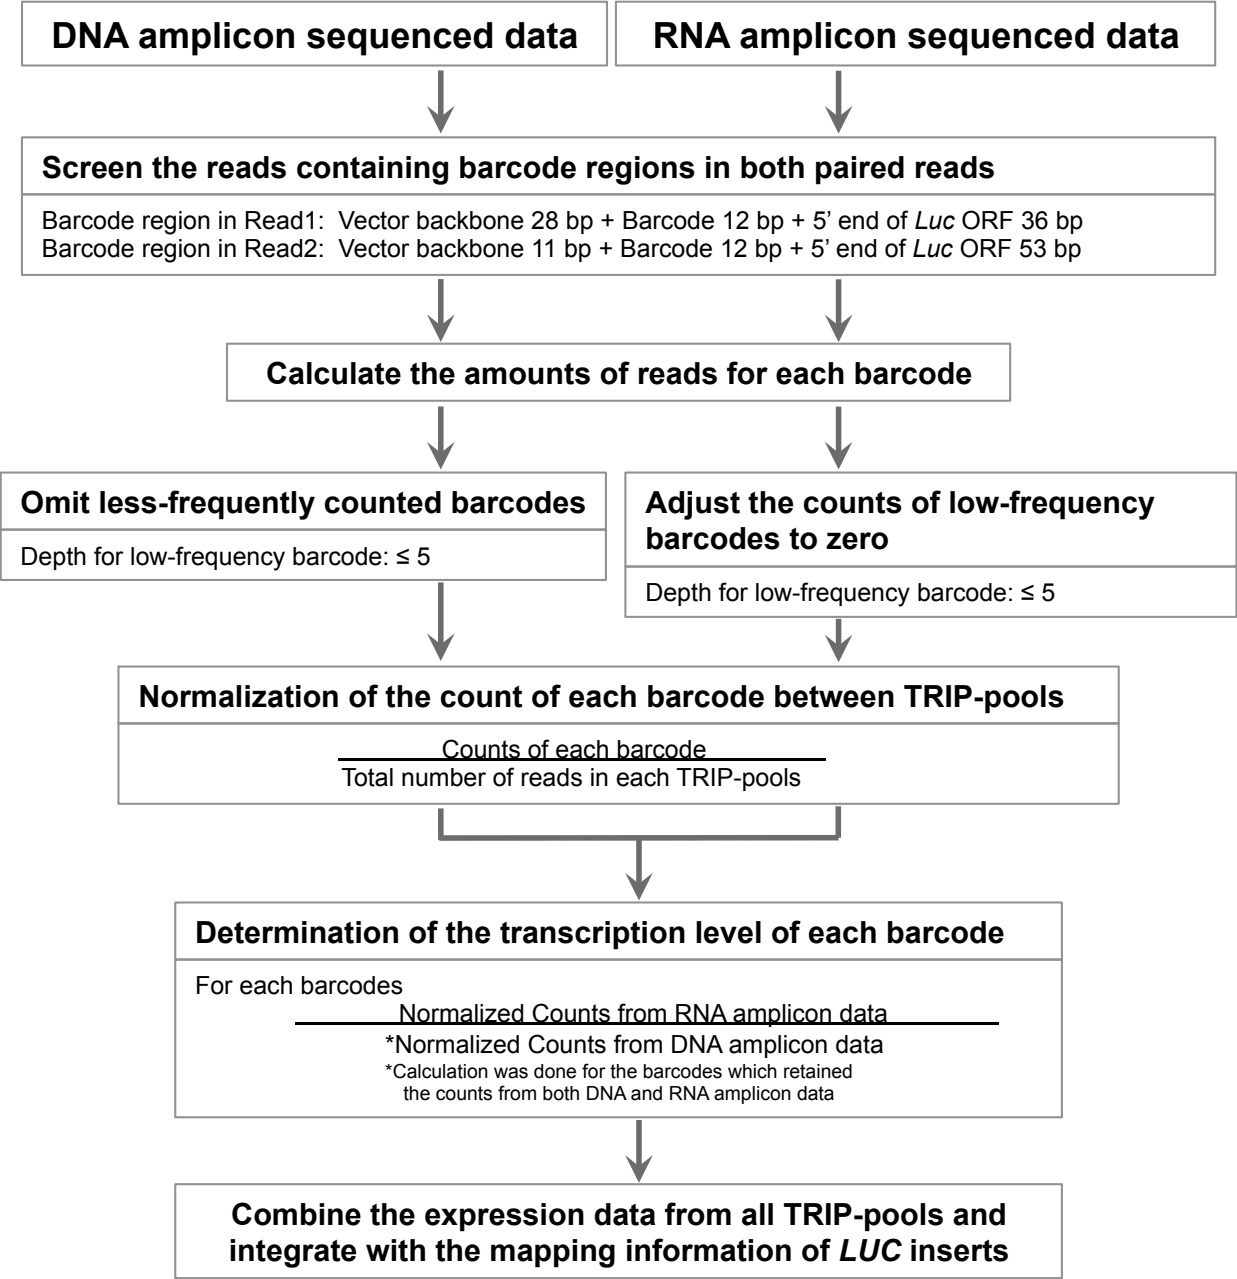 DNA amplicon sequenced data
RNA amplicon sequenced data
Screen the reads containing barcode regions in both paired reads
Barcode region in Read1: Vector backbone 28 bp + Barcode 12 bp + 5’ end of Luc ORF 36 bp
Barcode region in Read2: Vector backbone 11 bp + Barcode 12 bp + 5’ end of Luc ORF 53 bp
Calculate the amounts of reads for each barcode
Omit less-frequently counted barcodes
Depth for low-frequency barcode: ≤ 5
Adjust the counts of low-frequency
barcodes to zero
Depth for low-frequency barcode: ≤ 5
Normalization of the count of each barcode between TRIP-pools
Counts of each barcode
Total number of reads in each TRIP-pools
Determination of the transcription level of each barcode
For each barcodes
Normalized Counts from RNA amplicon data
*Normalized Counts from DNA amplicon data
*Calculation was done for the barcodes which retained
the counts from both DNA and RNA amplicon data
Combine the expression data from all TRIP-pools and
integrate with the mapping information of LUC inserts